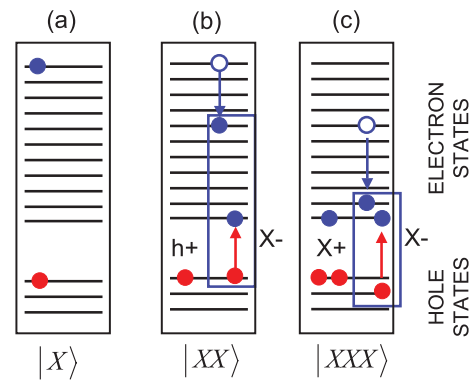 (a) (b) (c)
ELECTRON
STATES
h+ X- X+ X-
HOLE
STATES
|X⟩ |XX⟩ |XXX⟩